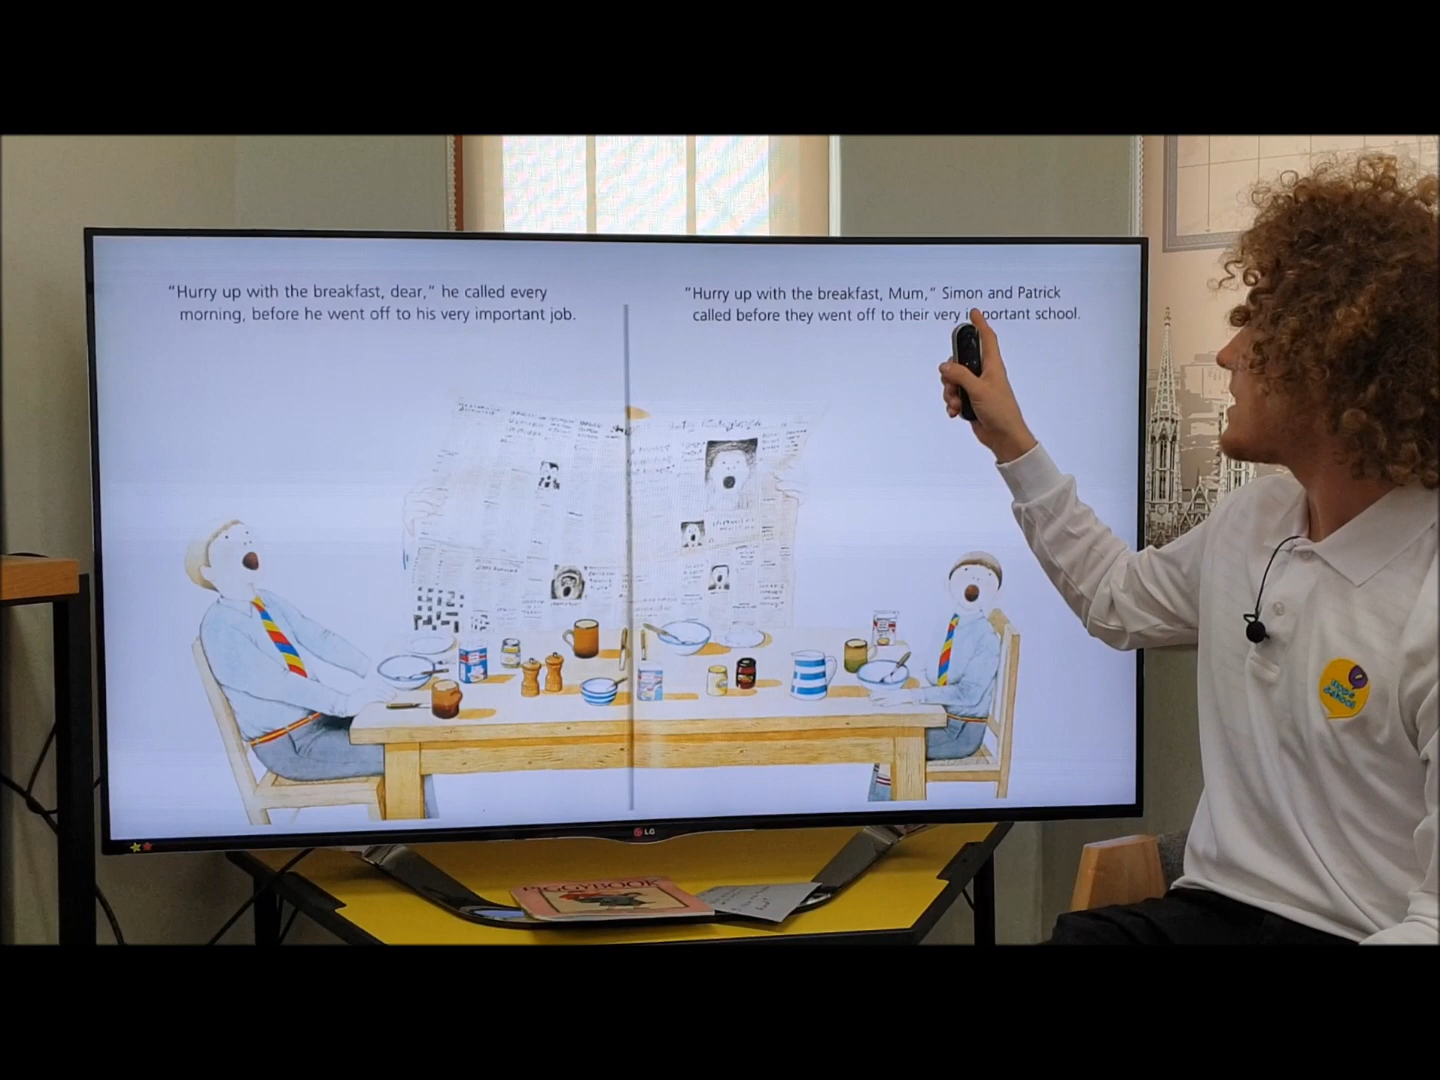 "Hurry up with the breakfast, dear," he called every
morning, before he went off to his very important job.
"Hurry up with the breakfast, Mum," Simon and Patrick
called before they went off to their very important school.
LG
PIGGYBOOK